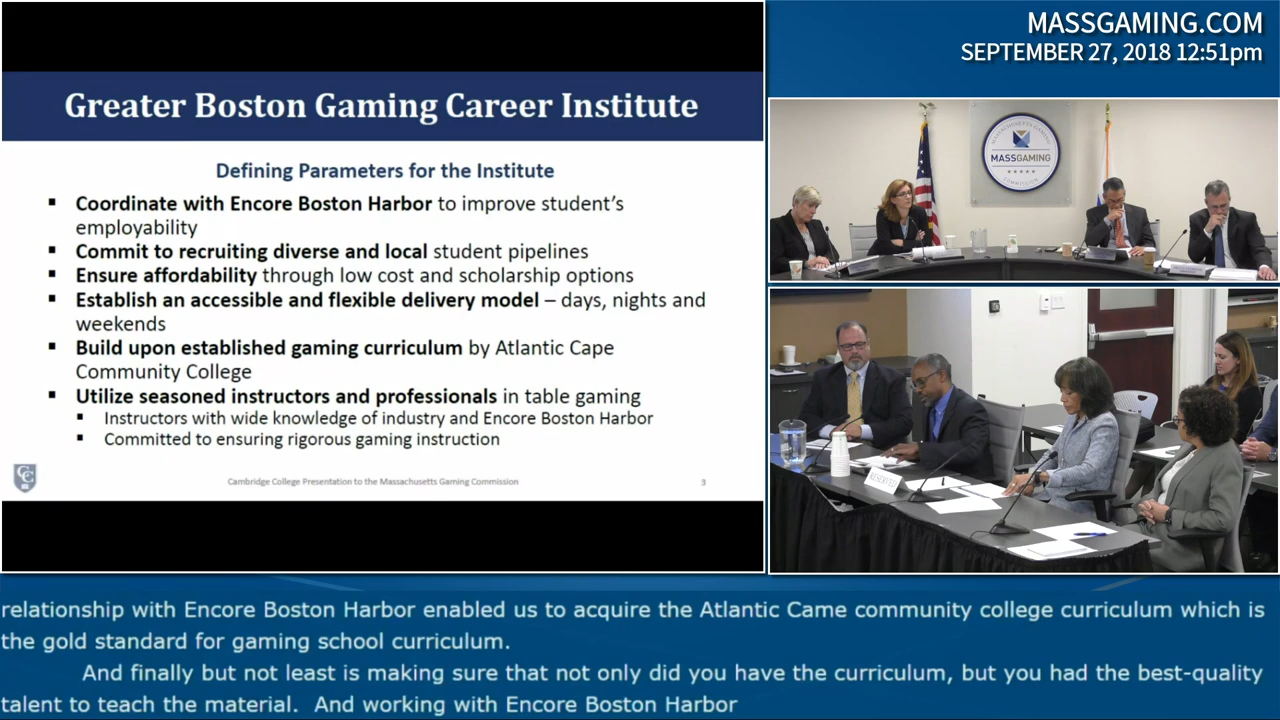 MASSGAMING.COM
SEPTEMBER 27, 2018 12:51pm
Greater Boston Gaming Career Institute
Defining Parameters for the Institute
▪ Coordinate with Encore Boston Harbor to improve student's
employability
▪ Commit to recruiting diverse and local student pipelines
▪ Ensure affordability through low cost and scholarship options
▪ Establish an accessible and flexible delivery model – days, nights and
weekends
▪ Build upon established gaming curriculum by Atlantic Cape
Community College
▪ Utilize seasoned instructors and professionals in table gaming
▪ Instructors with wide knowledge of industry and Encore Boston Harbor
▪ Committed to ensuring rigorous gaming instruction
CC
Cambridge College Presentation to the Massachusetts Gaming Commission
3
MASSACHUSETTS GAMING
MASSGAMING
COMMISSION
RESERVED
relationship with Encore Boston Harbor enabled us to acquire the Atlantic Came community college curriculum which is
the gold standard for gaming school curriculum.
And finally but not least is making sure that not only did you have the curriculum, but you had the best-quality
talent to teach the material. And working with Encore Boston Harbor